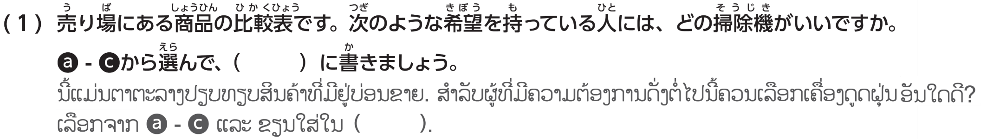 (1) 売り場にある商品の比較表です。次のような希望を持っている人には、どの掃除機がいいですか。
a - cから選んで、(　　　)に書きましょう。
ນີ້ແມ່ນຕາຕະລາງປຽບທຽບສິນຄ້າທີ່ມີຢູ່ບ່ອນຂາຍ. ສຳລັບຜູ້ທີ່ມີຄວາມຕ້ອງການດັ່ງຕໍ່ໄປນີ້ຄວນເລືອກເຄື່ອງດູດຝຸ່ນອັນໃດດີ?
ເລືອກຈາກ a - c ແລະ ຂຽນໃສ່ໃນ (　　　).